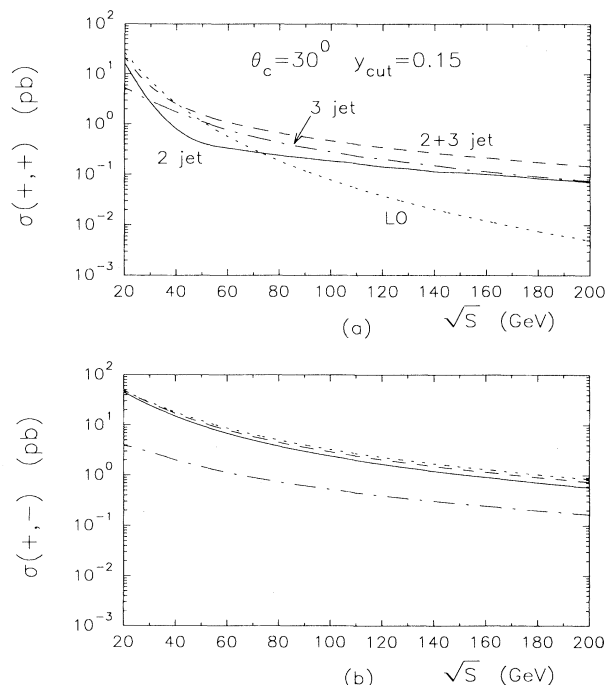 10²
10¹
10⁰
10⁻¹
10⁻²
10⁻³
σ(+,+) (pb)
θc=30⁰ ycut=0.15
3 jet
2+3 jet
2 jet
LO
20 40 60 80 100 120 140 160 180 200
(a) √S (GeV)
10²
10¹
10⁰
10⁻¹
10⁻²
10⁻³
σ(+,−) (pb)
20 40 60 80 100 120 140 160 180 200
(b) √S (GeV)